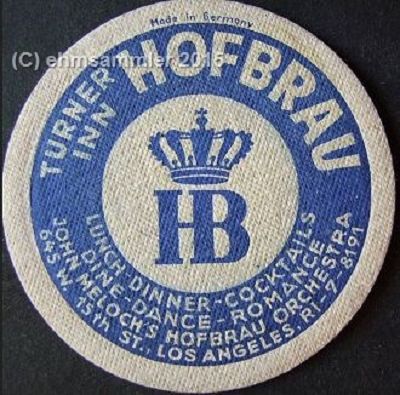 Made in Germany
(C) ehmsammler 2015
TURNER INN HOFBRAU
HB
LUNCH-DINNER-COCKTAILS
DINE-DANCE-ROMANCE
JOHN MELOCH'S HOFBRAU ORCHESTRA
645 W. 15th ST., LOS ANGELES, RI-7-8191